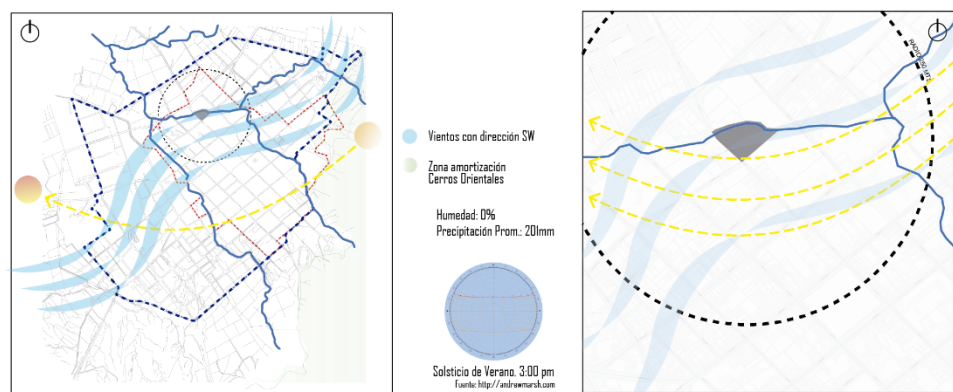 Vientos con dirección SW
Zona amortización
Cerros Orientales
Humedad: 0%
Precipitación Prom.: 201mm
Solsticio de Verano. 3:00 pm
Fuente: http://andrewmarsh.com